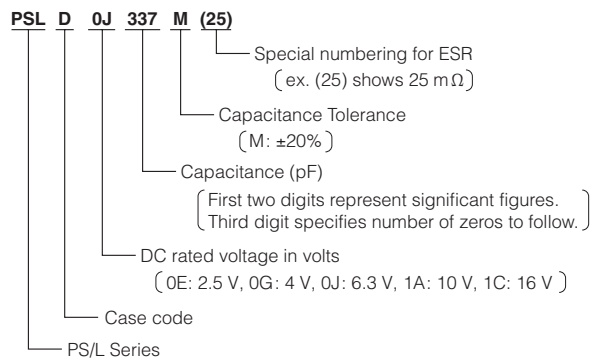 PSL D 0J 337 M (25)
Special numbering for ESR
(ex. (25) shows 25 mΩ)
Capacitance Tolerance
(M: ±20%)
Capacitance (pF)
(First two digits represent significant figures.
Third digit specifies number of zeros to follow.)
DC rated voltage in volts
(0E: 2.5 V, 0G: 4 V, 0J: 6.3 V, 1A: 10 V, 1C: 16 V)
Case code
PS/L Series